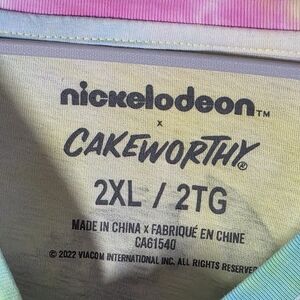 nickelodeon™
x
CAKEWORTHY®
2XL / 2TG
MADE IN CHINA x FABRIQUÉ EN CHINE
CA61540
© 2022 VIACOM INTERNATIONAL INC. ALL RIGHTS RESERVED